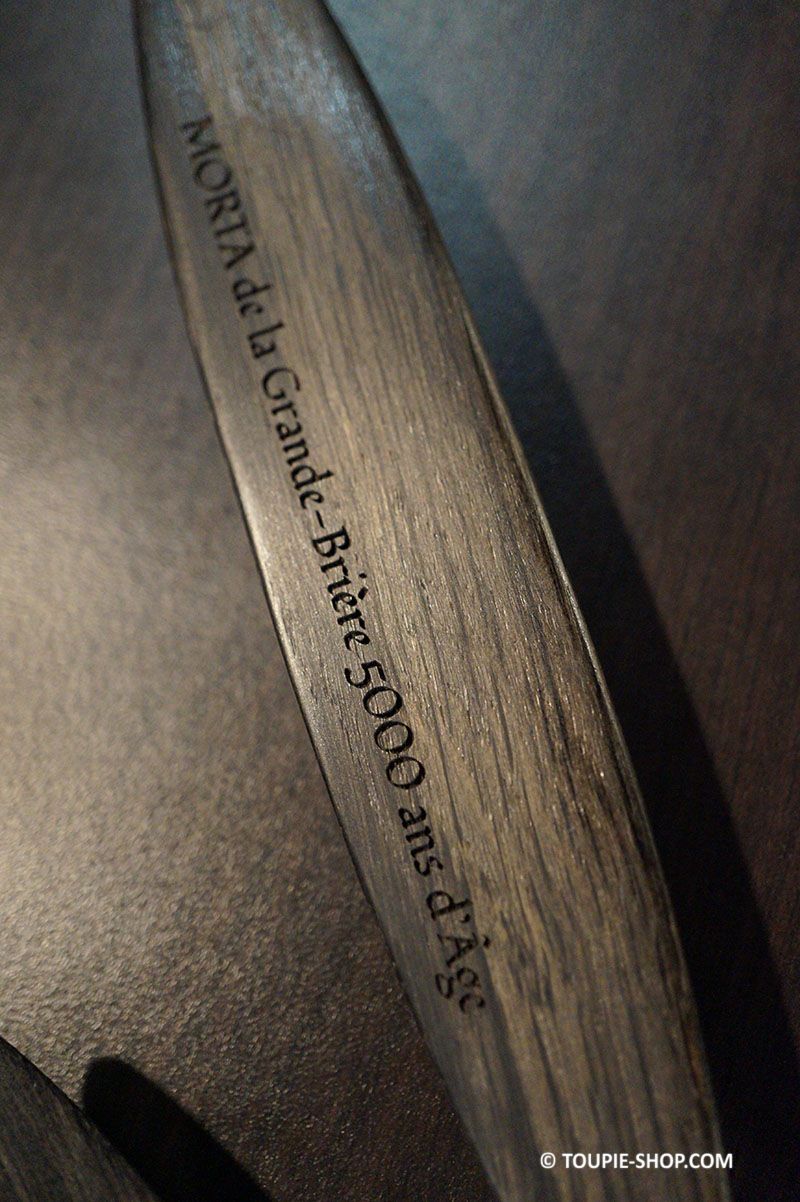 MORTA de la Grande-Brière 5000 ans d'Âge
© TOUPIE-SHOP.COM